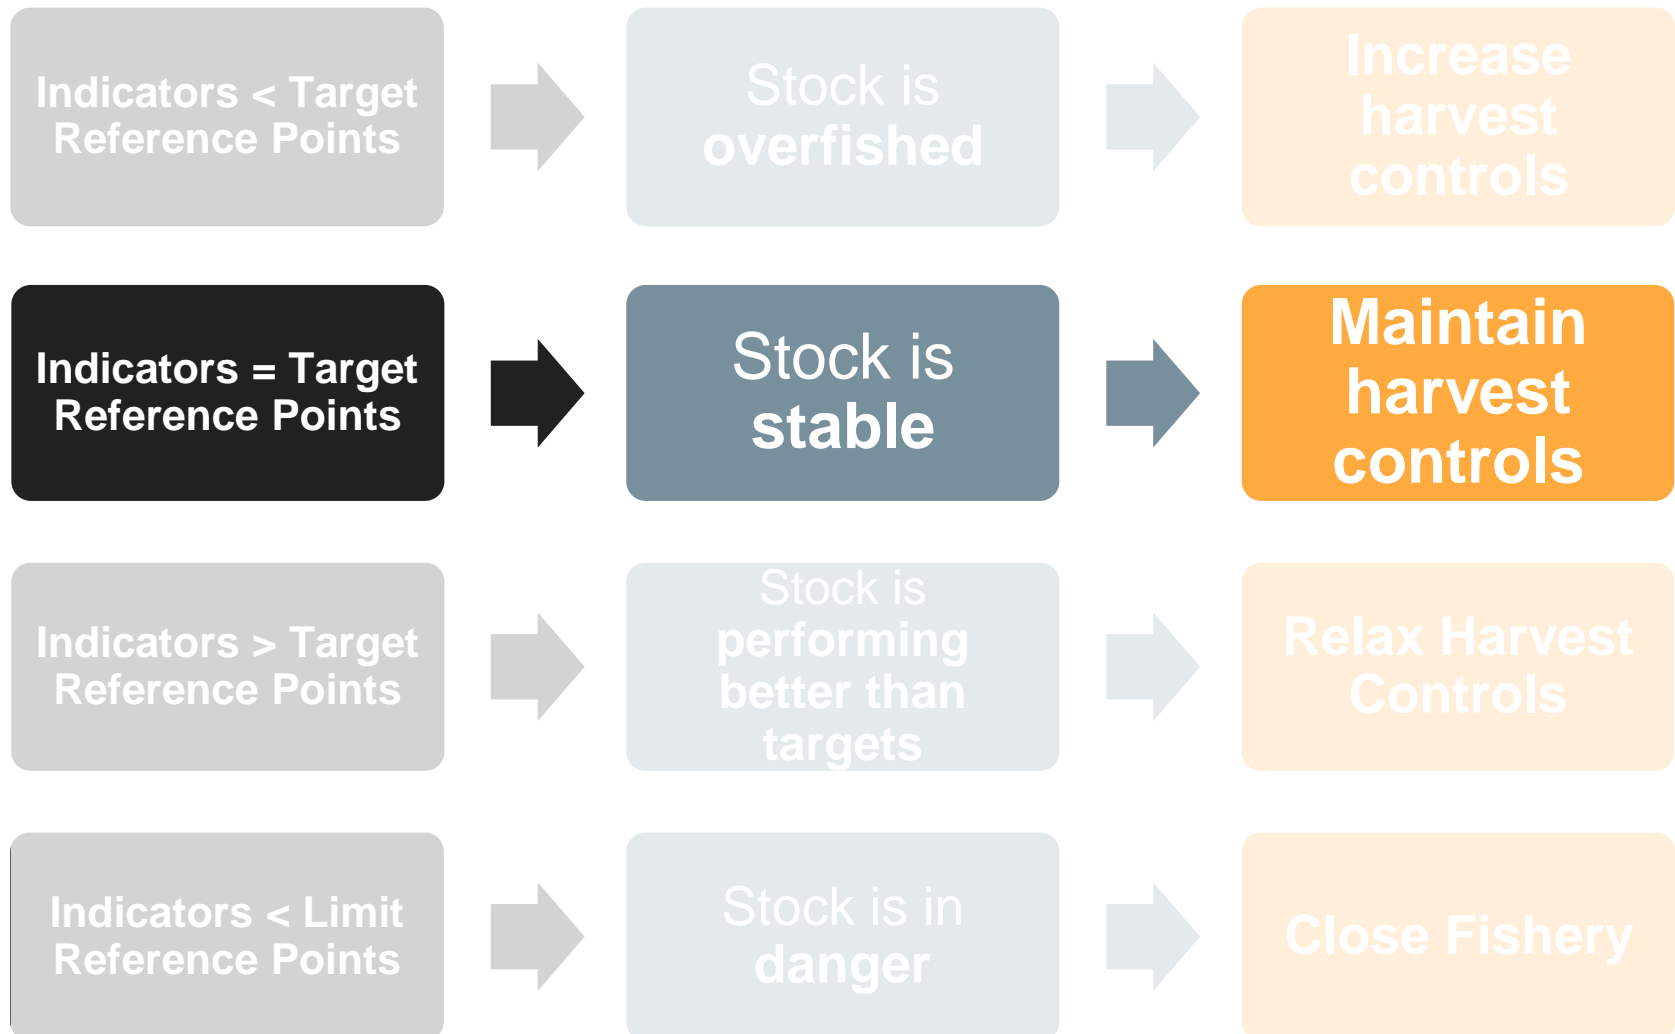 Indicators < Target
Reference Points
Stock is
overfished
Increase
harvest
controls
Indicators = Target
Reference Points
Stock is
stable
Maintain
harvest
controls
Indicators > Target
Reference Points
Stock is
performing
better than
targets
Relax Harvest
Controls
Indicators < Limit
Reference Points
Stock is in
danger
Close Fishery